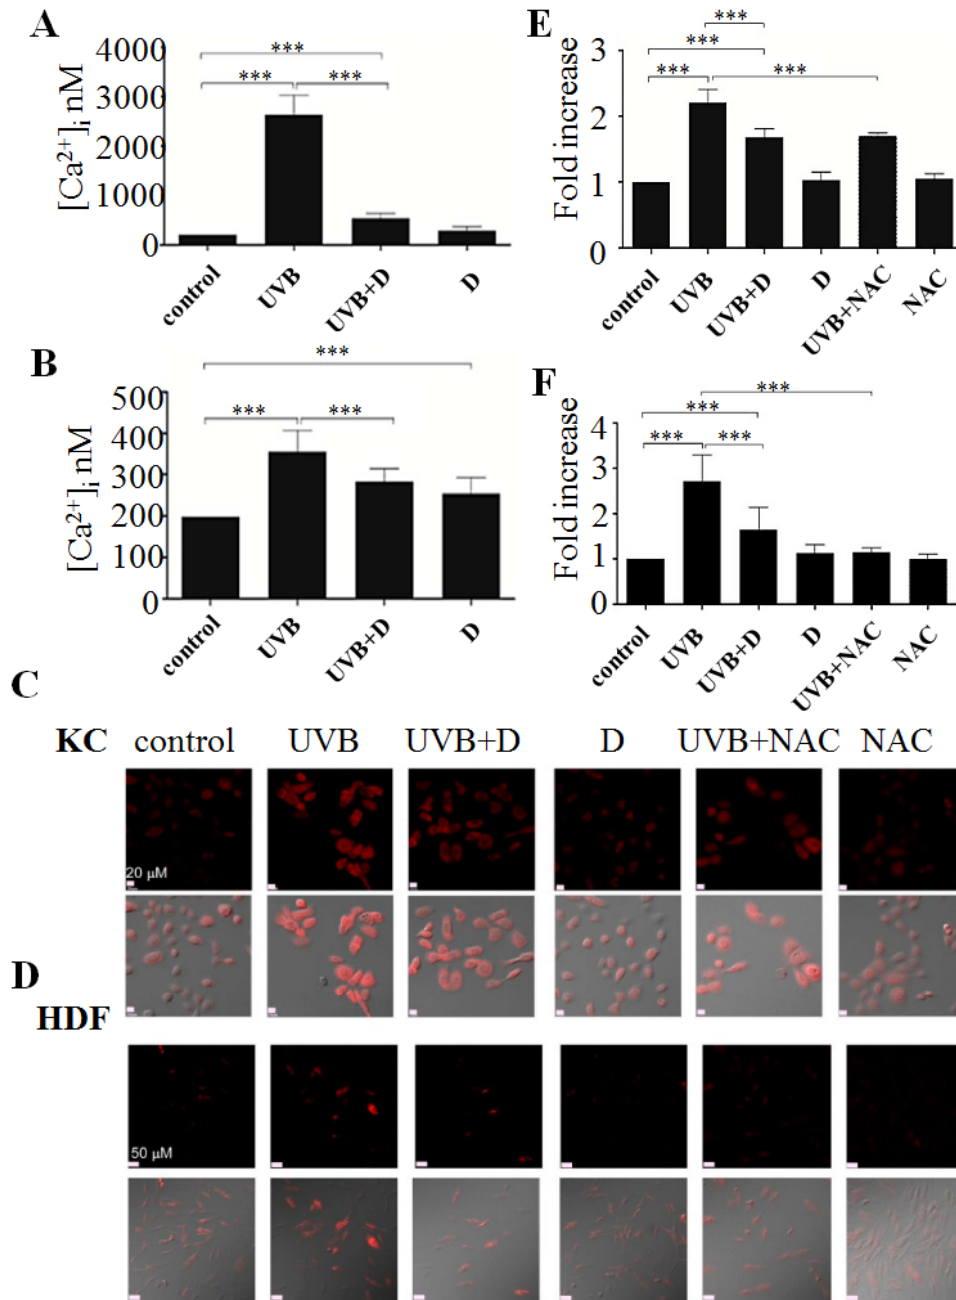 A
[Ca²⁺]ᵢ nM
4000
3000
2000
1000
0
***
***
***
control
UVB
UVB+D
D
E
Fold increase
3
2
1
0
***
***
***
***
control
UVB
UVB+D
D
UVB+NAC
NAC
B
[Ca²⁺]ᵢ nM
500
400
300
200
100
0
***
***
***
control
UVB
UVB+D
D
F
Fold increase
4
3
2
1
0
***
***
***
***
control
UVB
UVB+D
D
UVB+NAC
NAC
C
KC control UVB UVB+D D UVB+NAC NAC
20 μM
D
HDF
50 μM